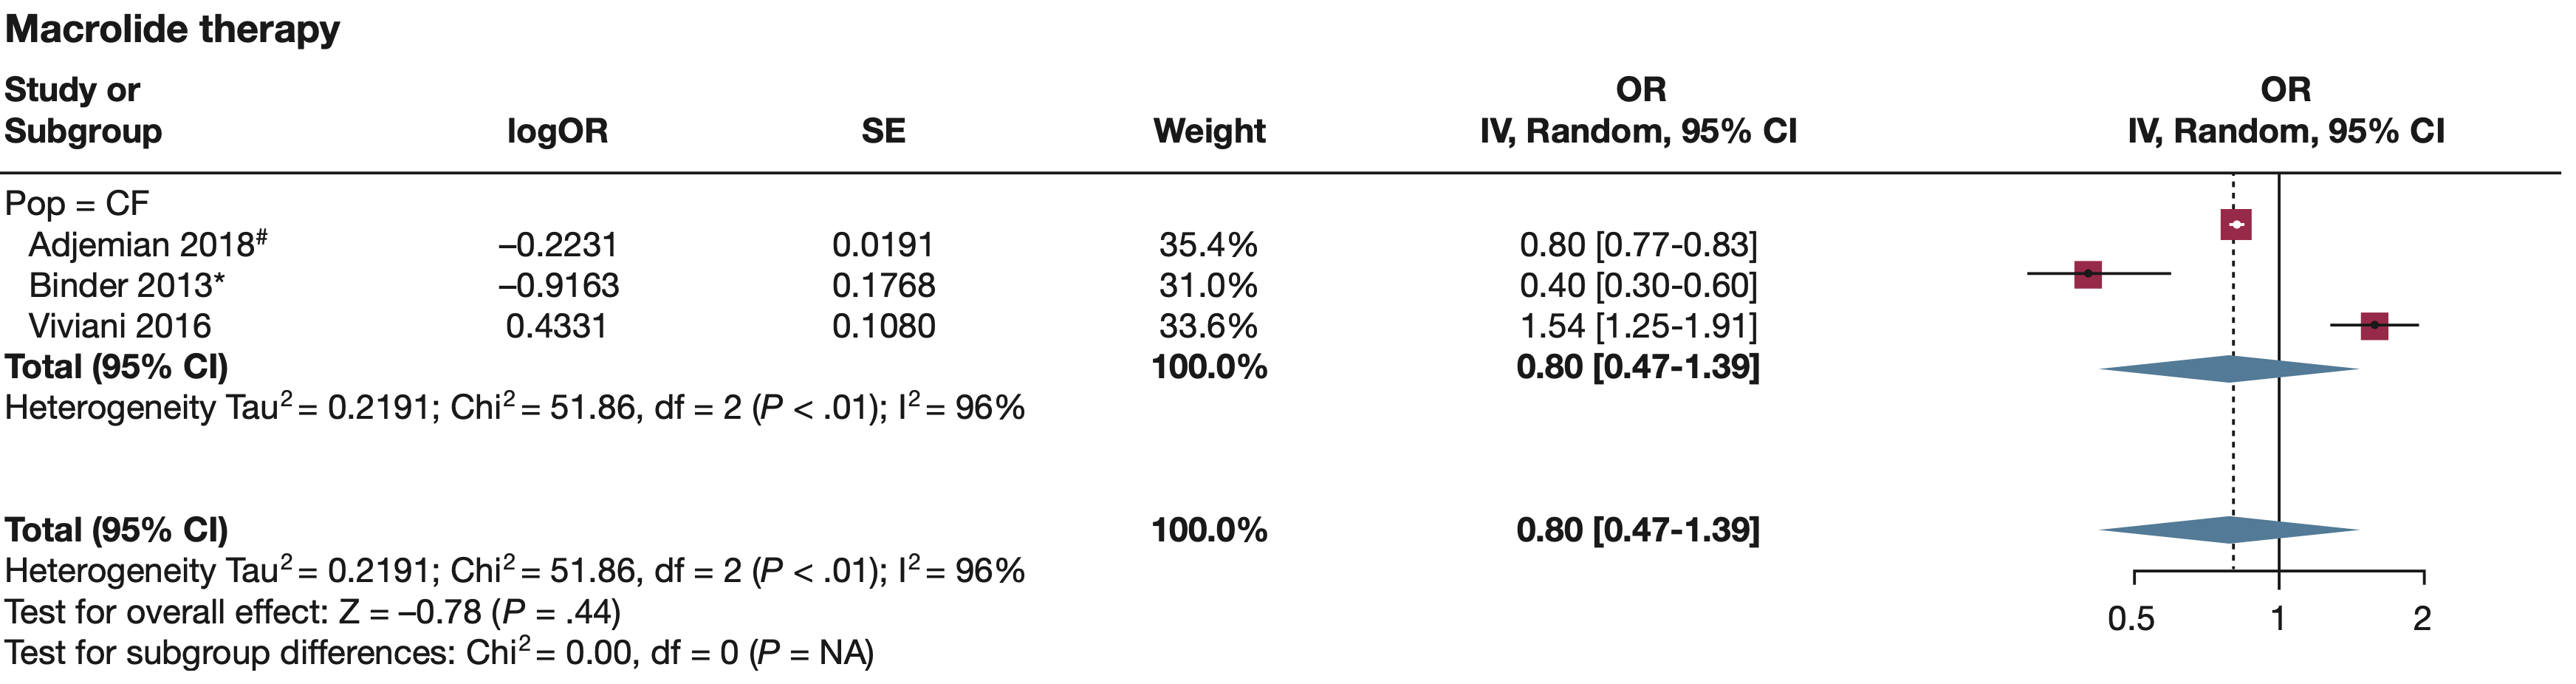 Macrolide therapy
Study or Subgroup logOR SE Weight OR IV, Random, 95% CI OR IV, Random, 95% CI
Pop = CF
Adjemian 2018# –0.2231 0.0191 35.4% 0.80 [0.77-0.83]
Binder 2013* –0.9163 0.1768 31.0% 0.40 [0.30-0.60]
Viviani 2016 0.4331 0.1080 33.6% 1.54 [1.25-1.91]
Total (95% CI) 100.0% 0.80 [0.47-1.39]
Heterogeneity Tau² = 0.2191; Chi² = 51.86, df = 2 (P < .01); I² = 96%
Total (95% CI) 100.0% 0.80 [0.47-1.39]
Heterogeneity Tau² = 0.2191; Chi² = 51.86, df = 2 (P < .01); I² = 96%
Test for overall effect: Z = –0.78 (P = .44)
Test for subgroup differences: Chi² = 0.00, df = 0 (P = NA)
0.5 1 2